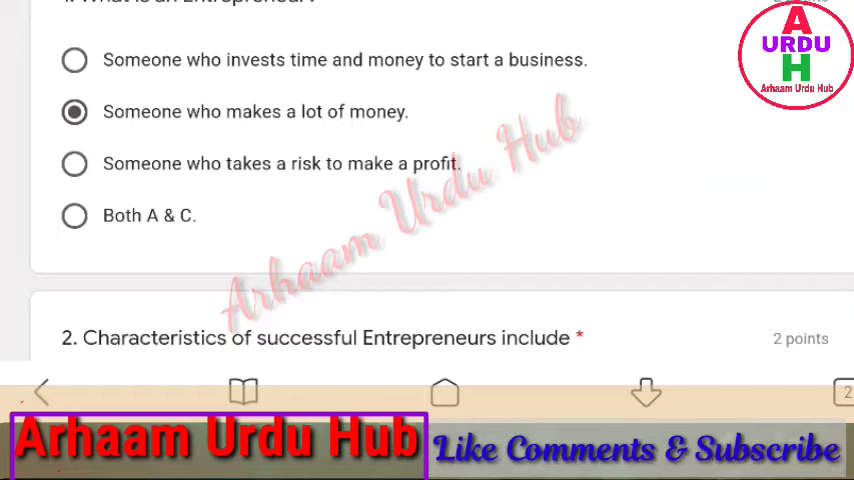 A
URDU
H
Arhaam Urdu Hub
Someone who invests time and money to start a business.
Someone who makes a lot of money.
Someone who takes a risk to make a profit.
Both A & C.
Arhaam Urdu Hub
2. Characteristics of successful Entrepreneurs include *
2 points
2
Arhaam Urdu Hub
Like Comments & Subscribe